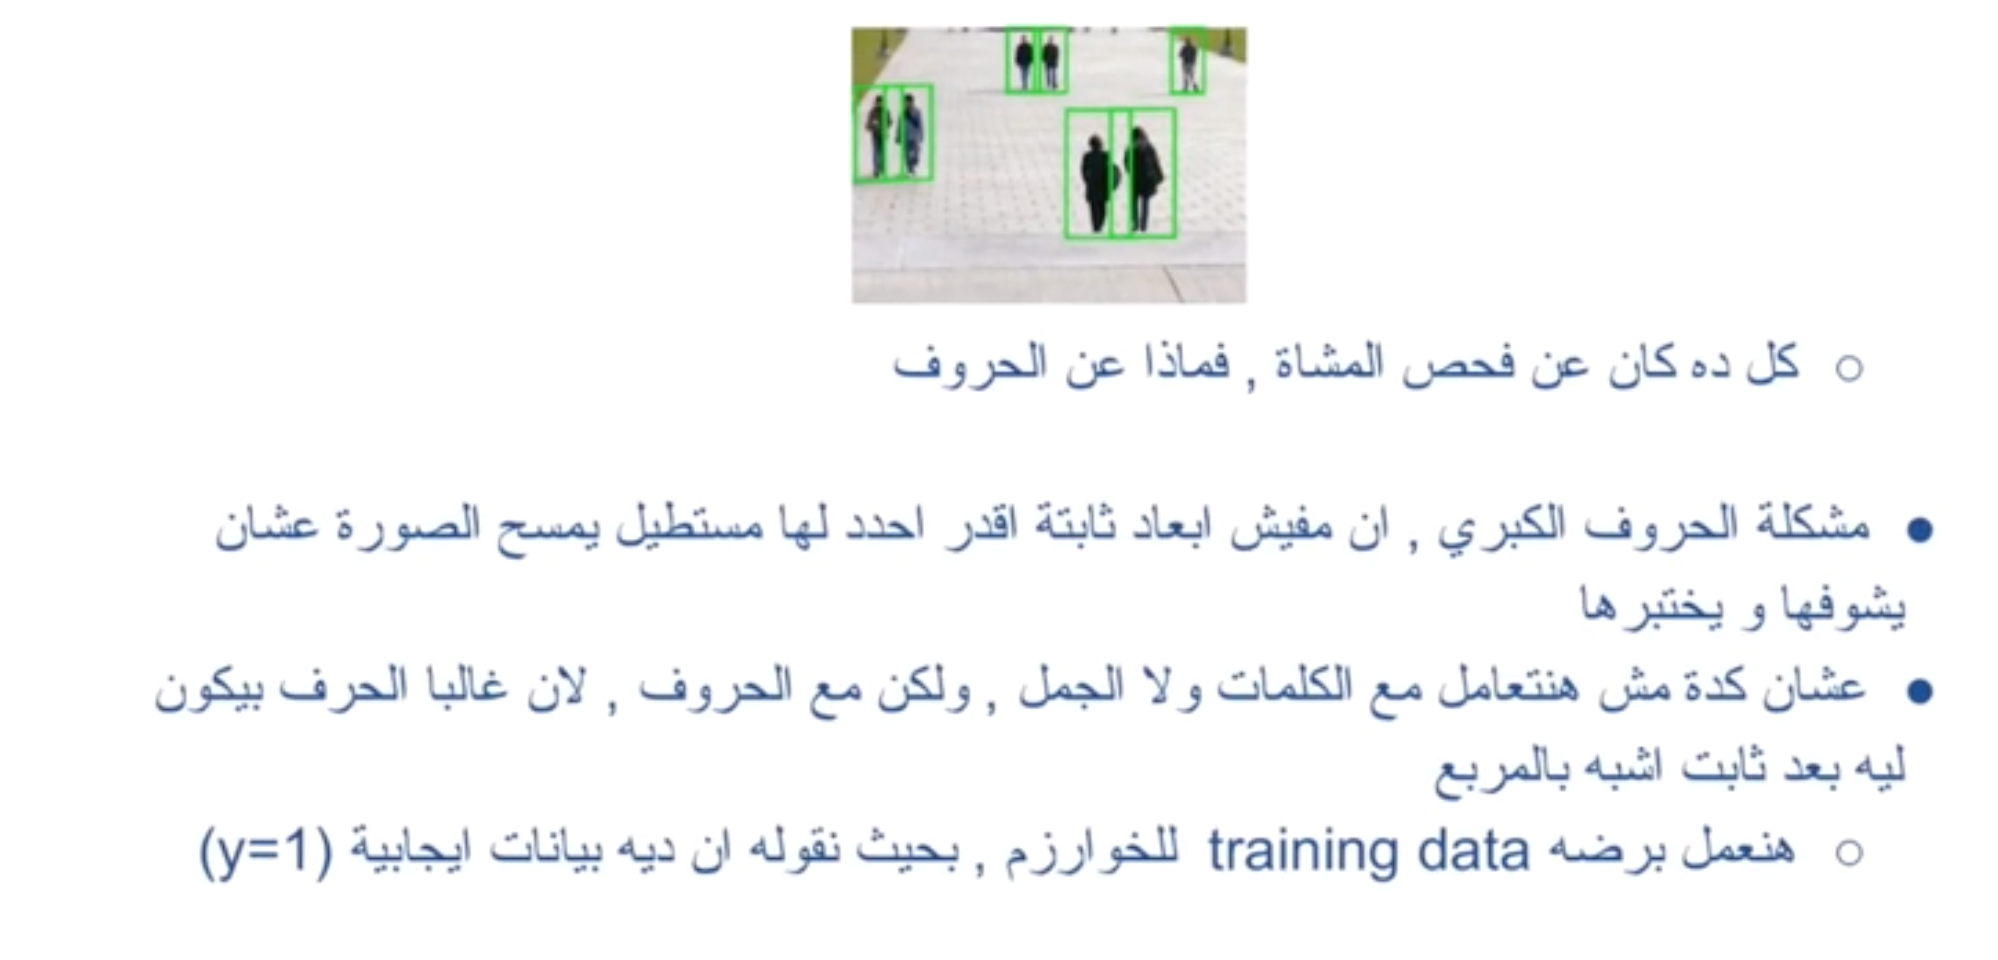 ○ كل ده كان عن فحص المشاة , فماذا عن الحروف
● مشكلة الحروف الكبري , ان مفيش ابعاد ثابتة اقدر احدد لها مستطيل يمسح الصورة عشان
يشوفها و يختبرها
● عشان كدة مش هنتعامل مع الكلمات ولا الجمل , ولكن مع الحروف , لان غالبا الحرف بيكون
ليه بعد ثابت اشبه بالمربع
○ هنعمل برضه training data للخوارزم , بحيث نقوله ان ديه بيانات ايجابية (y=1)